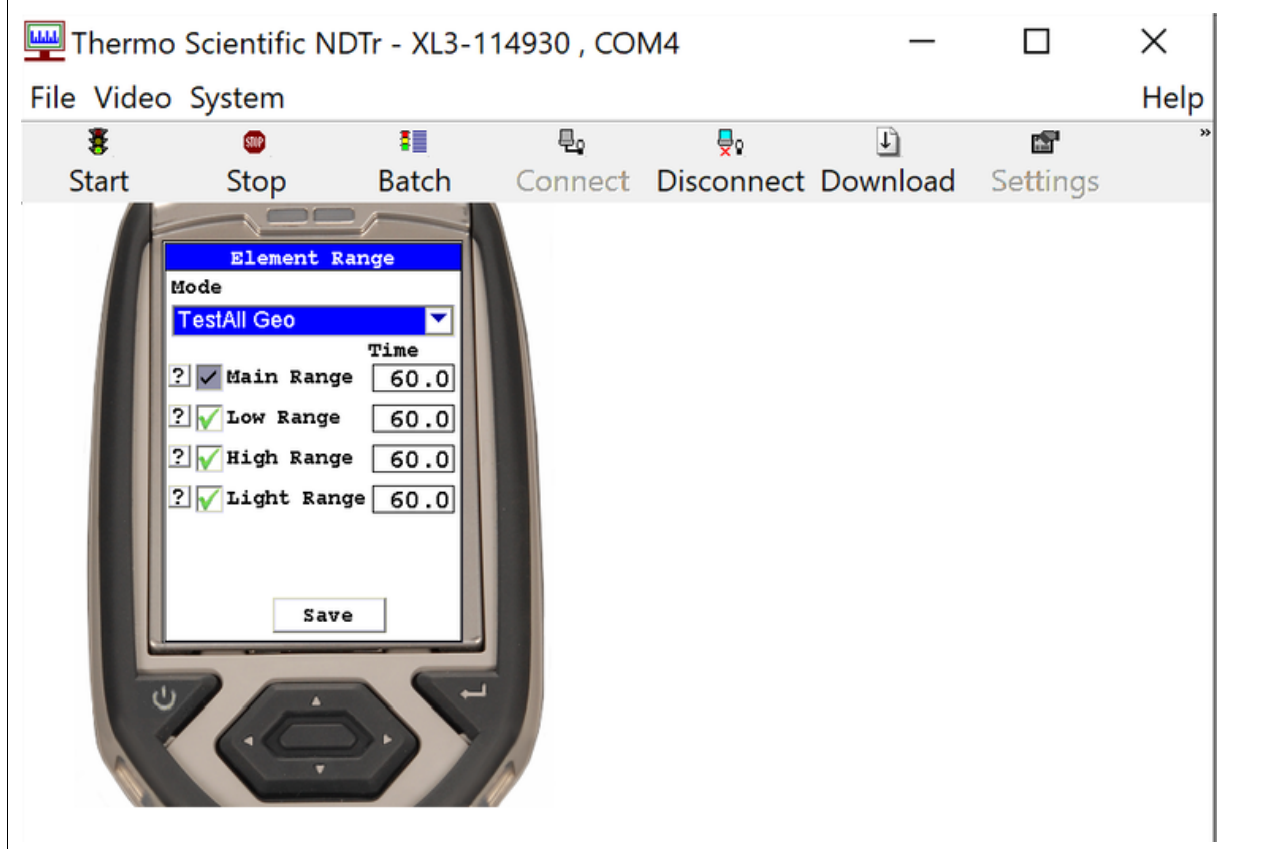 Thermo Scientific NDTr - XL3-114930 , COM4
File Video System Help
STOP
Start Stop Batch Connect Disconnect Download Settings »
Element Range
Mode
TestAll Geo
Time
? Main Range 60.0
? Low Range 60.0
? High Range 60.0
? Light Range 60.0
Save